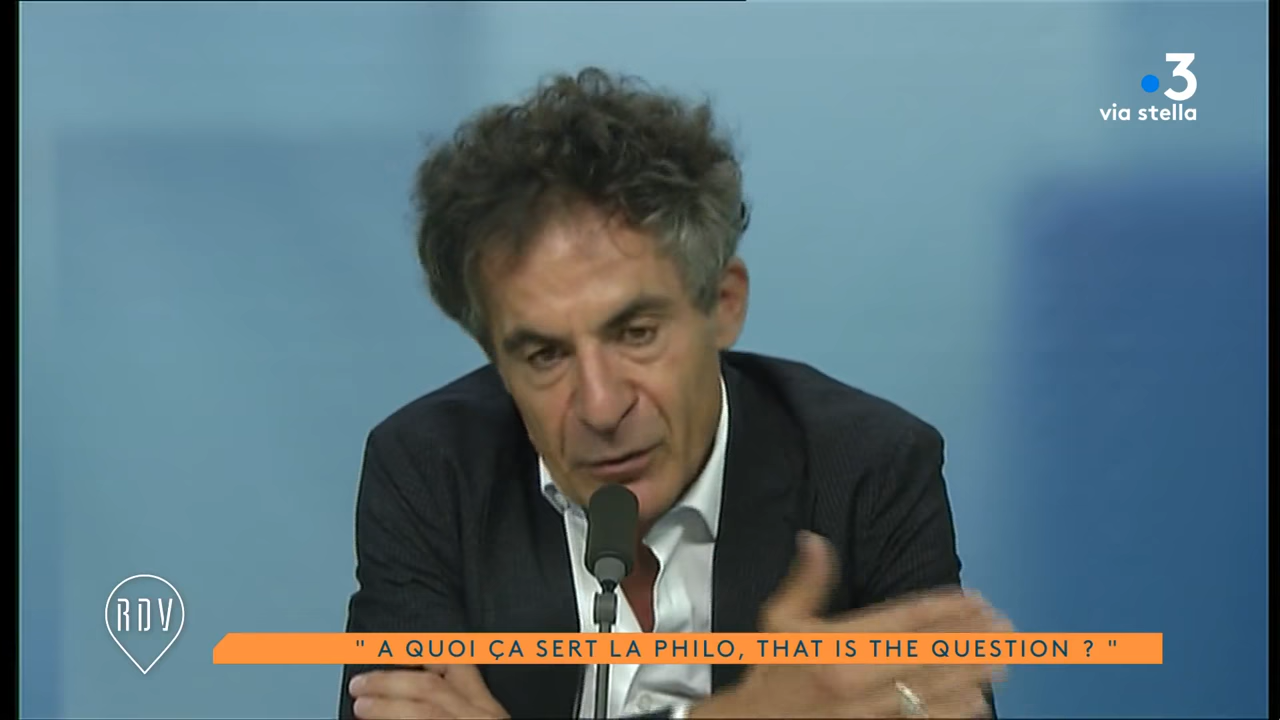 3
via stella
RDV
" A QUOI ÇA SERT LA PHILO, THAT IS THE QUESTION ? "